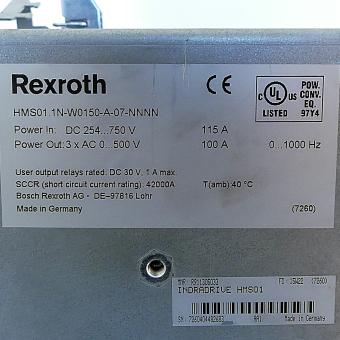 Rexroth
CE
UL
C US
LISTED
POW.
CONV.
EQ.
97Y4
HMS01.1N-W0150-A-07-NNNN
Power In: DC 254...750 V 115 A
Power Out: 3 x AC 0...500 V 100 A 0...1000 Hz
User output relays rated: DC 30 V, 1 A max.
SCCR (short circuit current rating): 42000A T(amb):40 °C
Bosch Rexroth AG - DE-97816 Lohr
Made in Germany (7260)
(7260)
INDRADRIVE HMS01
Made in Germany